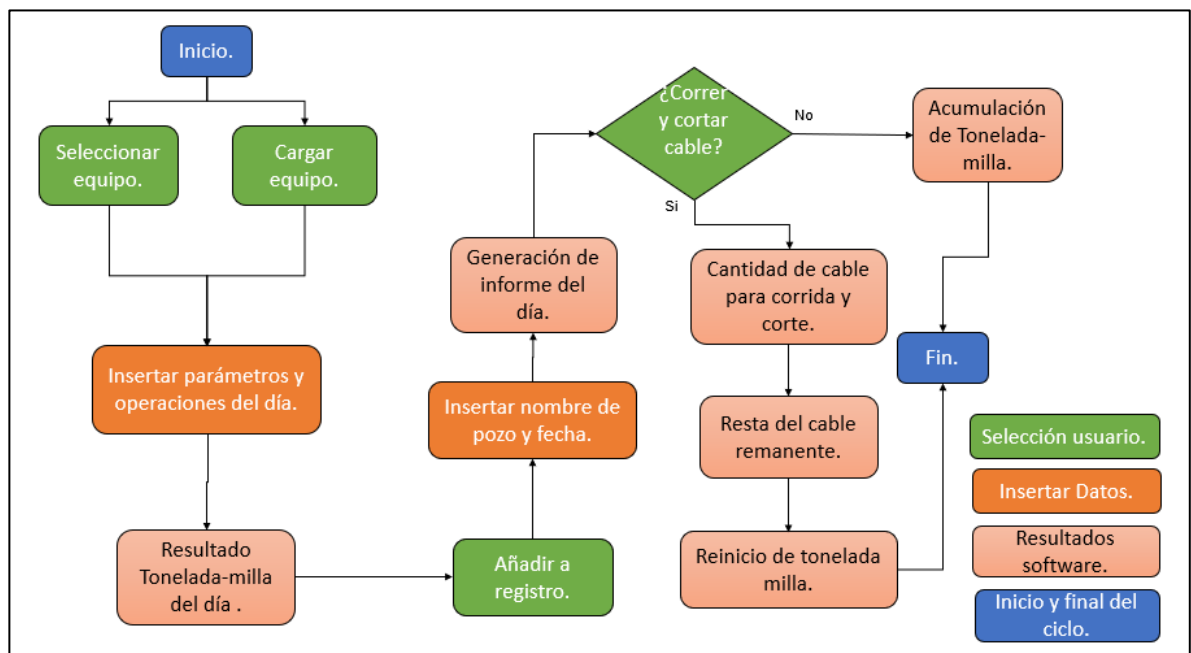 Inicio.
Seleccionar
equipo.
Cargar
equipo.
Insertar parámetros y
operaciones del día.
Resultado
Tonelada-milla
del día .
Añadir a
registro.
Insertar nombre de
pozo y fecha.
Generación de
informe del
día.
¿Correr
y cortar
cable?
No
Si
Acumulación
de Tonelada-
milla.
Cantidad de cable
para corrida y
corte.
Resta del cable
remanente.
Reinicio de tonelada
milla.
Fin.
Selección usuario.
Insertar Datos.
Resultados
software.
Inicio y final del
ciclo.